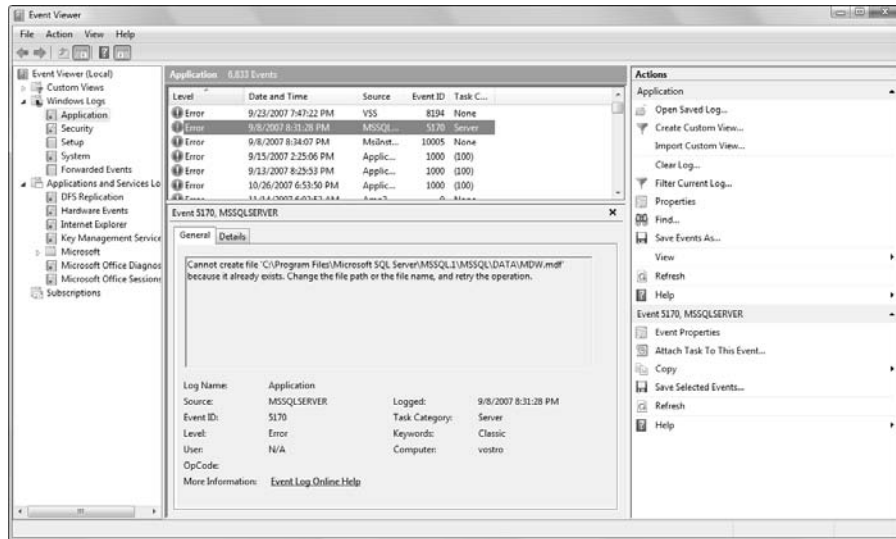 Event Viewer
File Action View Help
Event Viewer (Local)
Custom Views
Windows Logs
Application
Security
Setup
System
Forwarded Events
Applications and Services Lo
DFS Replication
Hardware Events
Internet Explorer
Key Management Service
Microsoft
Microsoft Office Diagnos
Microsoft Office Sessions
Subscriptions
Application 6,833 Events
Level Date and Time Source Event ID Task C...
Error 9/23/2007 7:47:22 PM VSS 8194 None
Error 9/8/2007 8:31:28 PM MSSQL... 5170 Server
Error 9/8/2007 8:34:07 PM MsiInst... 10005 None
Error 9/15/2007 2:25:06 PM Applic... 1000 (100)
Error 9/13/2007 8:25:53 PM Applic... 1000 (100)
Error 10/26/2007 6:53:50 PM Applic... 1000 (100)
Event 5170, MSSQLSERVER
General Details
Cannot create file 'C:\Program Files\Microsoft SQL Server\MSSQL.1\MSSQL\DATA\MDW.mdf'
because it already exists. Change the file path or the file name, and retry the operation.
Log Name: Application
Source: MSSQLSERVER Logged: 9/8/2007 8:31:28 PM
Event ID: 5170 Task Category: Server
Level: Error Keywords: Classic
User: N/A Computer: vostro
OpCode:
More Information: Event Log Online Help
Actions
Application
Open Saved Log...
Create Custom View...
Import Custom View...
Clear Log...
Filter Current Log...
Properties
Find...
Save Events As...
View
Refresh
Help
Event 5170, MSSQLSERVER
Event Properties
Attach Task To This Event...
Copy
Save Selected Events...
Refresh
Help